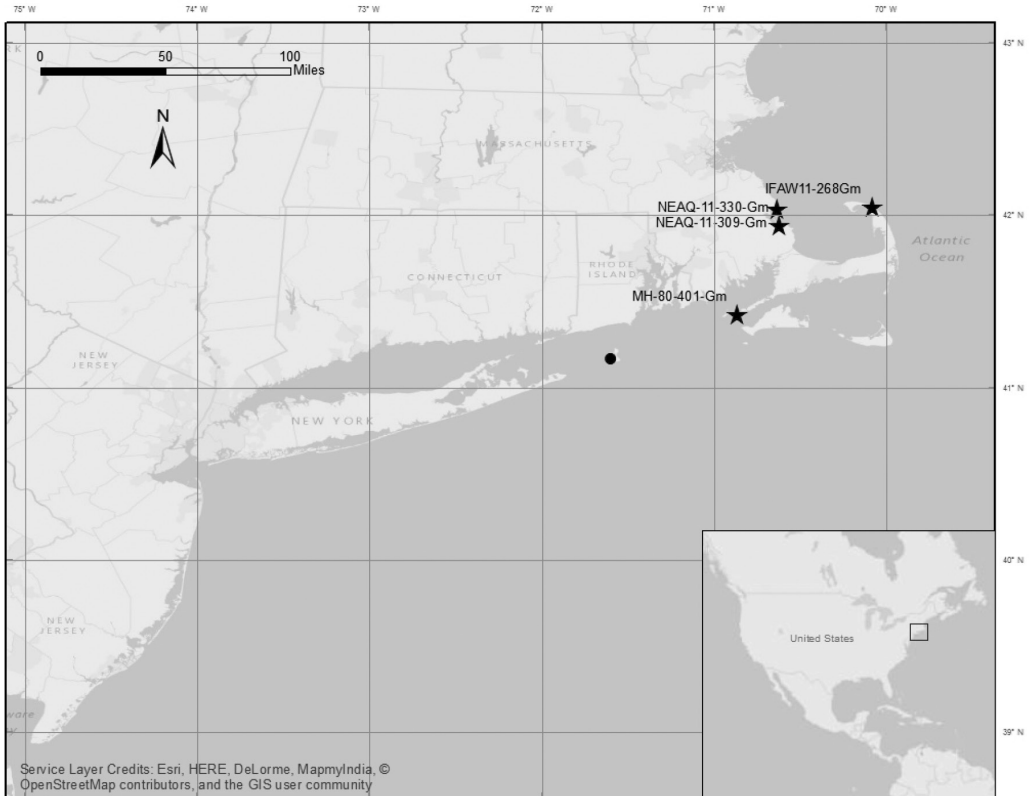 75° W 74° W 73° W 72° W 71° W 70° W
43° N
0 50 100
Miles
N
MASSACHUSETTS
IFAW11-268Gm
NEAQ-11-330-Gm
42° N
NEAQ-11-309-Gm
Atlantic
Ocean
RHODE
ISLAND
CONNECTICUT
MH-80-401-Gm
NEW
JERSEY
41° N
NEW YORK
40° N
NEW
JERSEY
United States
39° N
Service Layer Credits: Esri, HERE, DeLorme, MapmyIndia, ©
OpenStreetMap contributors, and the GIS user community